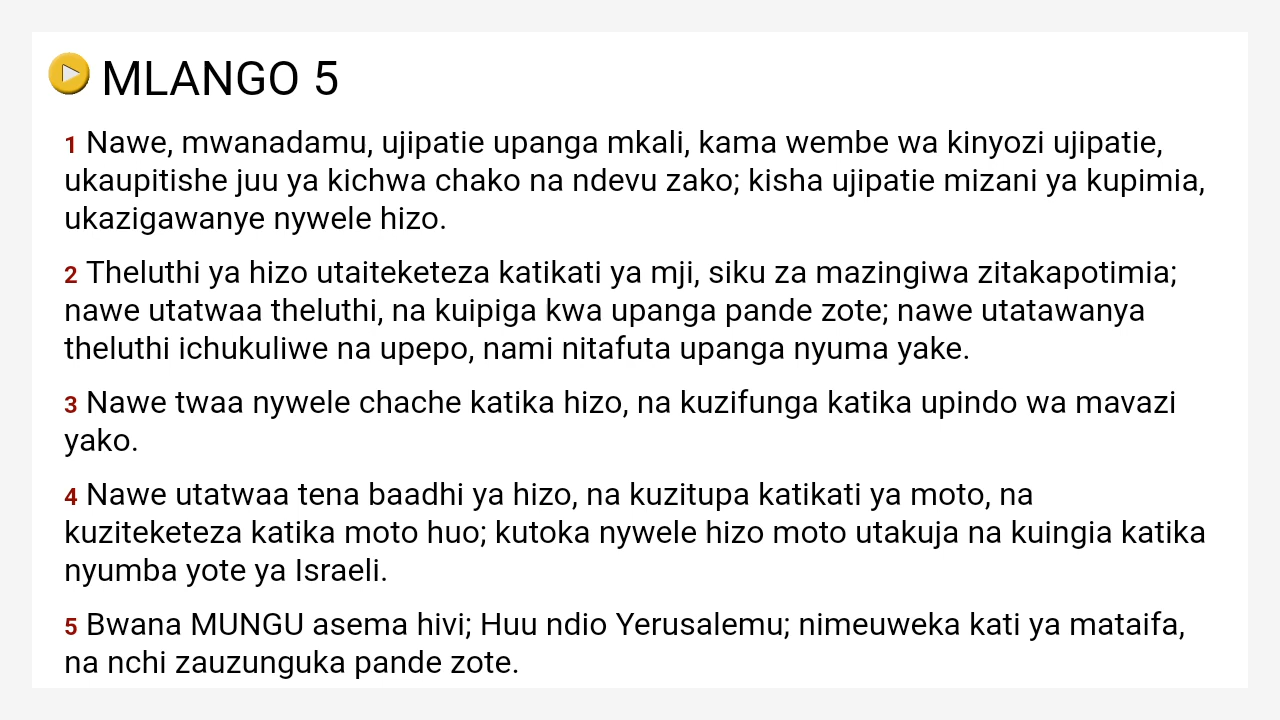 MLANGO 5
1 Nawe, mwanadamu, ujipatie upanga mkali, kama wembe wa kinyozi ujipatie,
ukaupitishe juu ya kichwa chako na ndevu zako; kisha ujipatie mizani ya kupimia,
ukazigawanye nywele hizo.
2 Theluthi ya hizo utaiteketeza katikati ya mji, siku za mazingiwa zitakapotimia;
nawe utatwaa theluthi, na kuipiga kwa upanga pande zote; nawe utatawanya
theluthi ichukuliwe na upepo, nami nitafuta upanga nyuma yake.
3 Nawe twaa nywele chache katika hizo, na kuzifunga katika upindo wa mavazi
yako.
4 Nawe utatwaa tena baadhi ya hizo, na kuzitupa katikati ya moto, na
kuziteketeza katika moto huo; kutoka nywele hizo moto utakuja na kuingia katika
nyumba yote ya Israeli.
5 Bwana MUNGU asema hivi; Huu ndio Yerusalemu; nimeuweka kati ya mataifa,
na nchi zauzunguka pande zote.